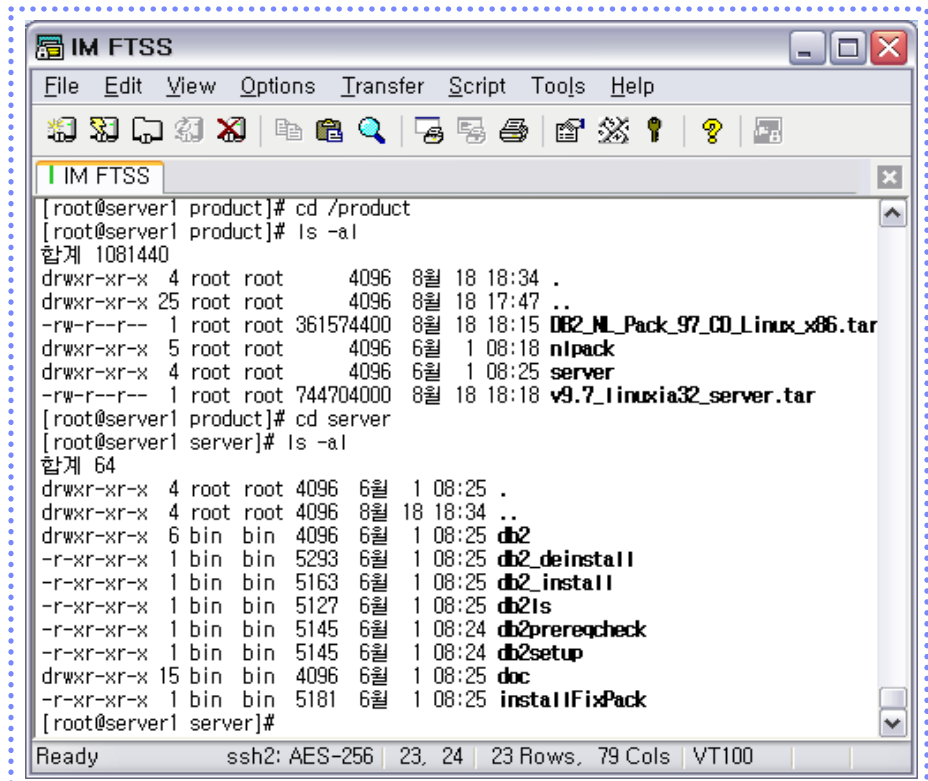 IM FTSS
File Edit View Options Transfer Script Tools Help
IM FTSS
[root@server1 product]# cd /product
[root@server1 product]# ls -al
합계 1081440
drwxr-xr-x 4 root root 4096 8월 18 18:34 .
drwxr-xr-x 25 root root 4096 8월 18 17:47 ..
-rw-r--r-- 1 root root 361574400 8월 18 18:15 DB2_NL_Pack_97_CD_Linux_x86.tar
drwxr-xr-x 5 root root 4096 6월 1 08:18 nlpack
drwxr-xr-x 4 root root 4096 6월 1 08:25 server
-rw-r--r-- 1 root root 744704000 8월 18 18:18 v9.7_linuxia32_server.tar
[root@server1 product]# cd server
[root@server1 server]# ls -al
합계 64
drwxr-xr-x 4 root root 4096 6월 1 08:25 .
drwxr-xr-x 4 root root 4096 8월 18 18:34 ..
drwxr-xr-x 6 bin bin 4096 6월 1 08:25 db2
-r-xr-xr-x 1 bin bin 5293 6월 1 08:25 db2_deinstall
-r-xr-xr-x 1 bin bin 5163 6월 1 08:25 db2_install
-r-xr-xr-x 1 bin bin 5127 6월 1 08:25 db2ls
-r-xr-xr-x 1 bin bin 5145 6월 1 08:24 db2prereqcheck
-r-xr-xr-x 1 bin bin 5145 6월 1 08:24 db2setup
drwxr-xr-x 15 bin bin 4096 6월 1 08:25 doc
-r-xr-xr-x 1 bin bin 5181 6월 1 08:25 installFixPack
[root@server1 server]#
Ready ssh2: AES-256 23, 24 23 Rows, 79 Cols VT100